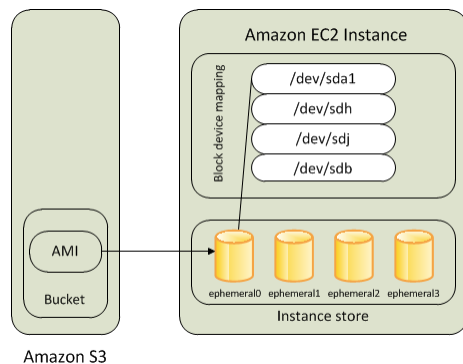 Amazon EC2 Instance
Block device mapping
/dev/sda1
/dev/sdh
/dev/sdj
/dev/sdb
AMI
Bucket
ephemeral0
ephemeral1
ephemeral2
ephemeral3
Instance store
Amazon S3